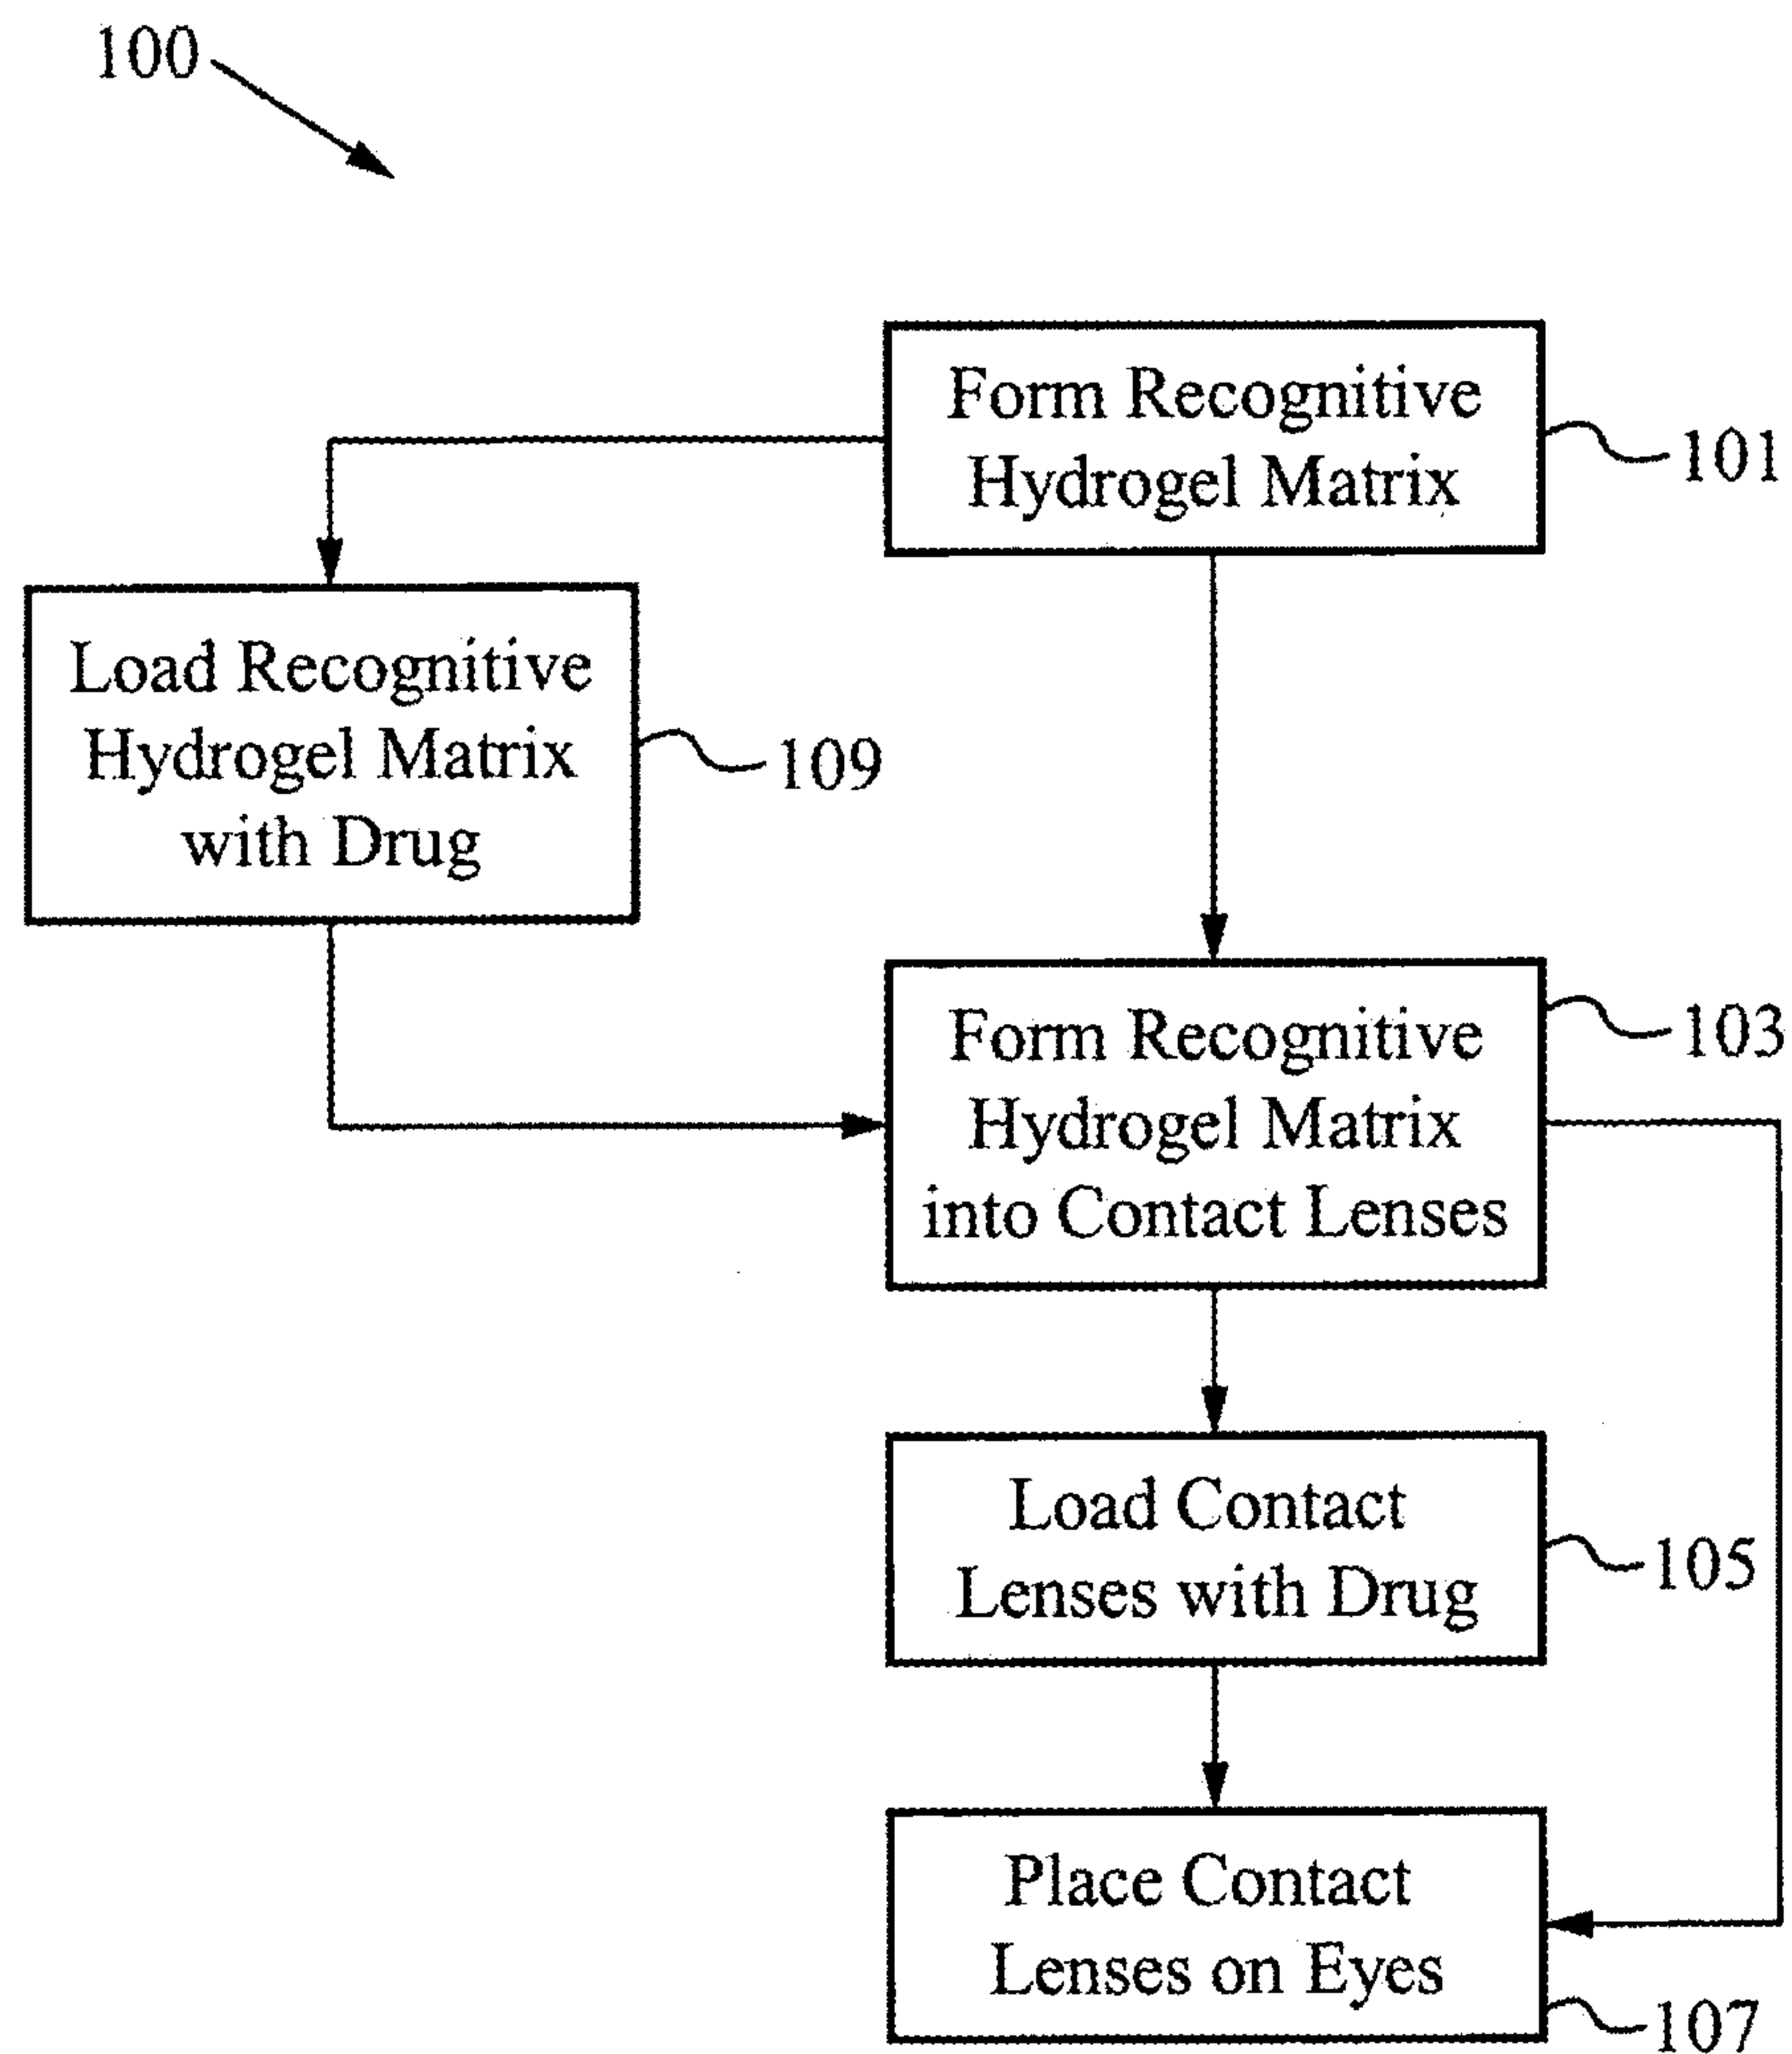 100
Form Recognitive
Hydrogel Matrix
101
Load Recognitive
Hydrogel Matrix
with Drug
109
Form Recognitive
Hydrogel Matrix
into Contact Lenses
103
Load Contact
Lenses with Drug
105
Place Contact
Lenses on Eyes
107